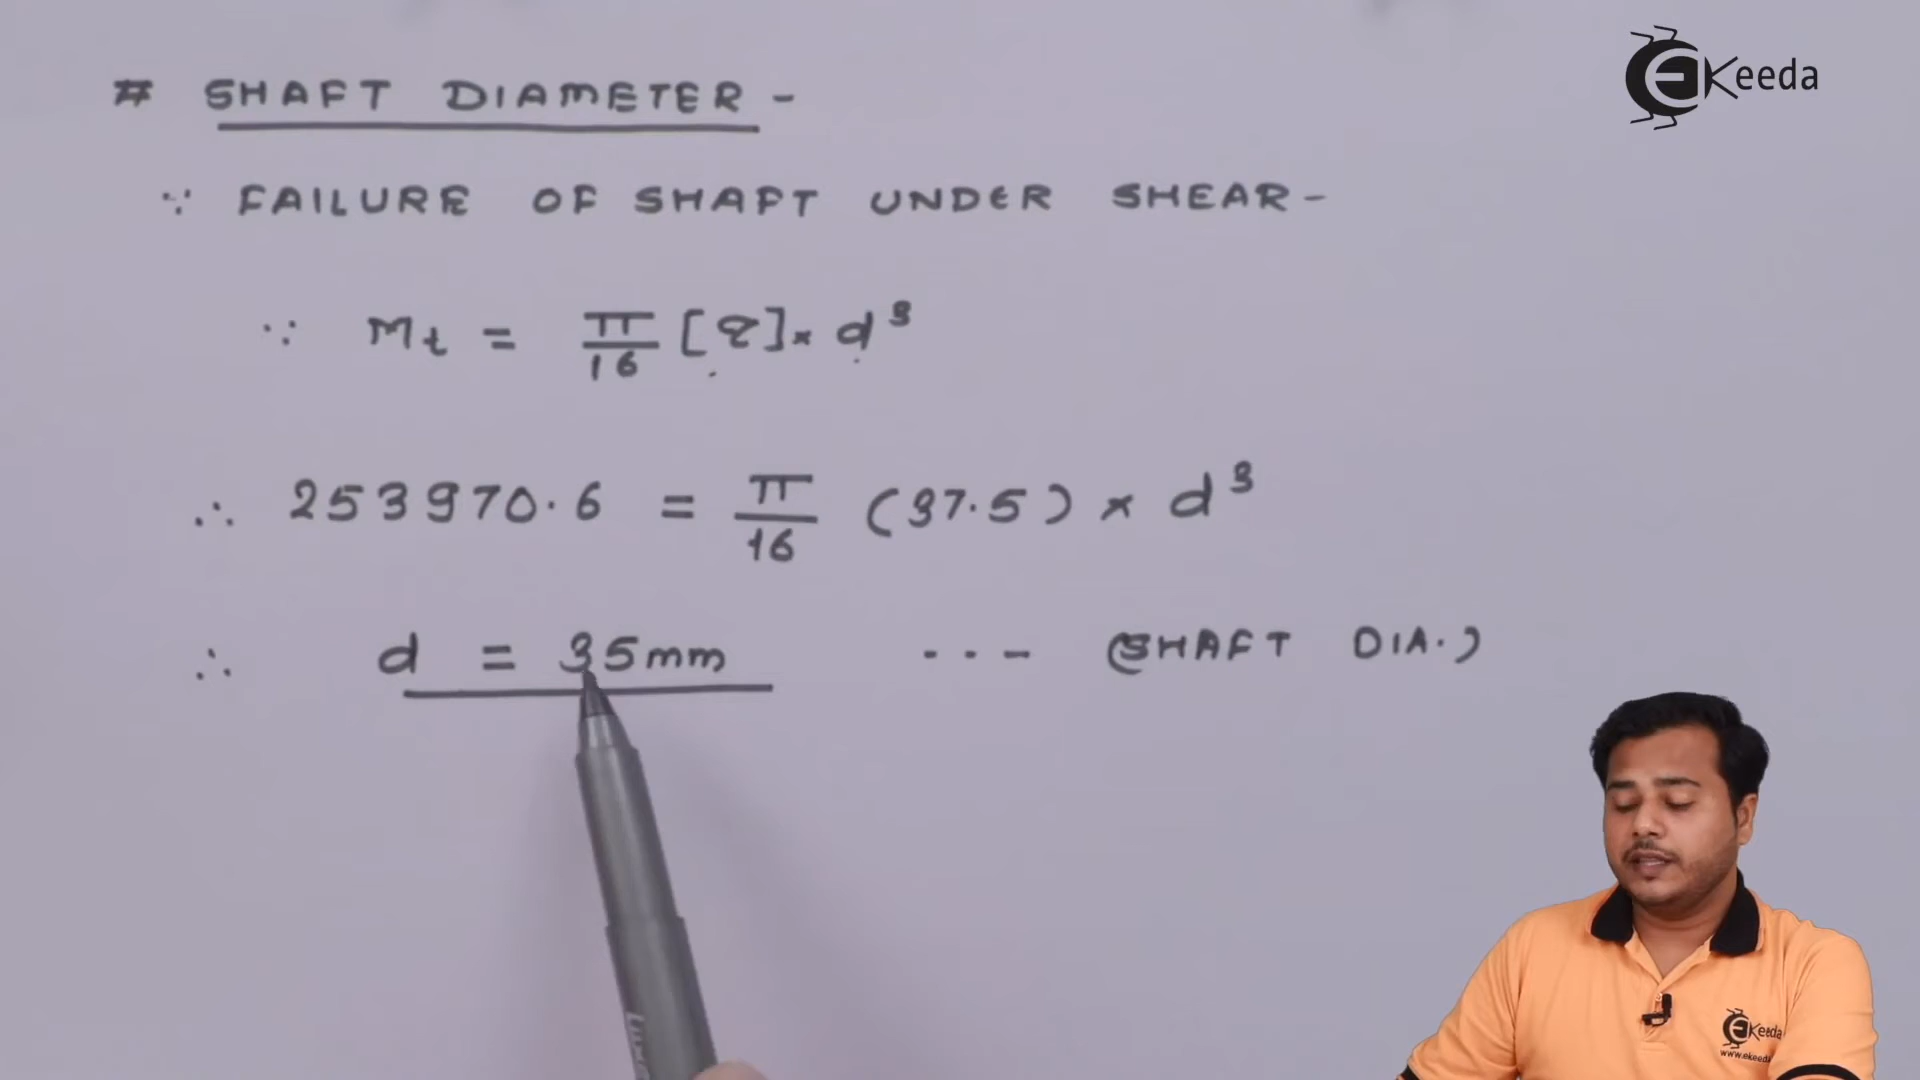 # SHAFT DIAMETER -
∵ FAILURE OF SHAFT UNDER SHEAR -
∵ Mt = π/16 [τ] × d³
∴ 253970.6 = π/16 (37.5) × d³
∴ d = 35mm --- (SHAFT DIA.)
eKeeda
eKeeda